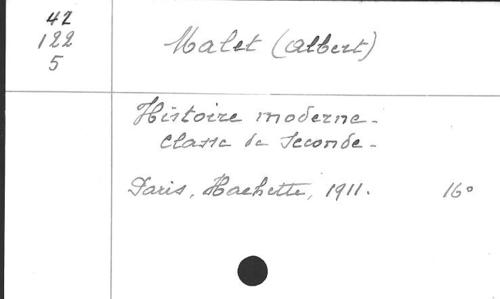 42
122
5
Malet (Albert)
Histoire moderne -
Classe de Seconde -
Paris, Hachette, 1911. 16°